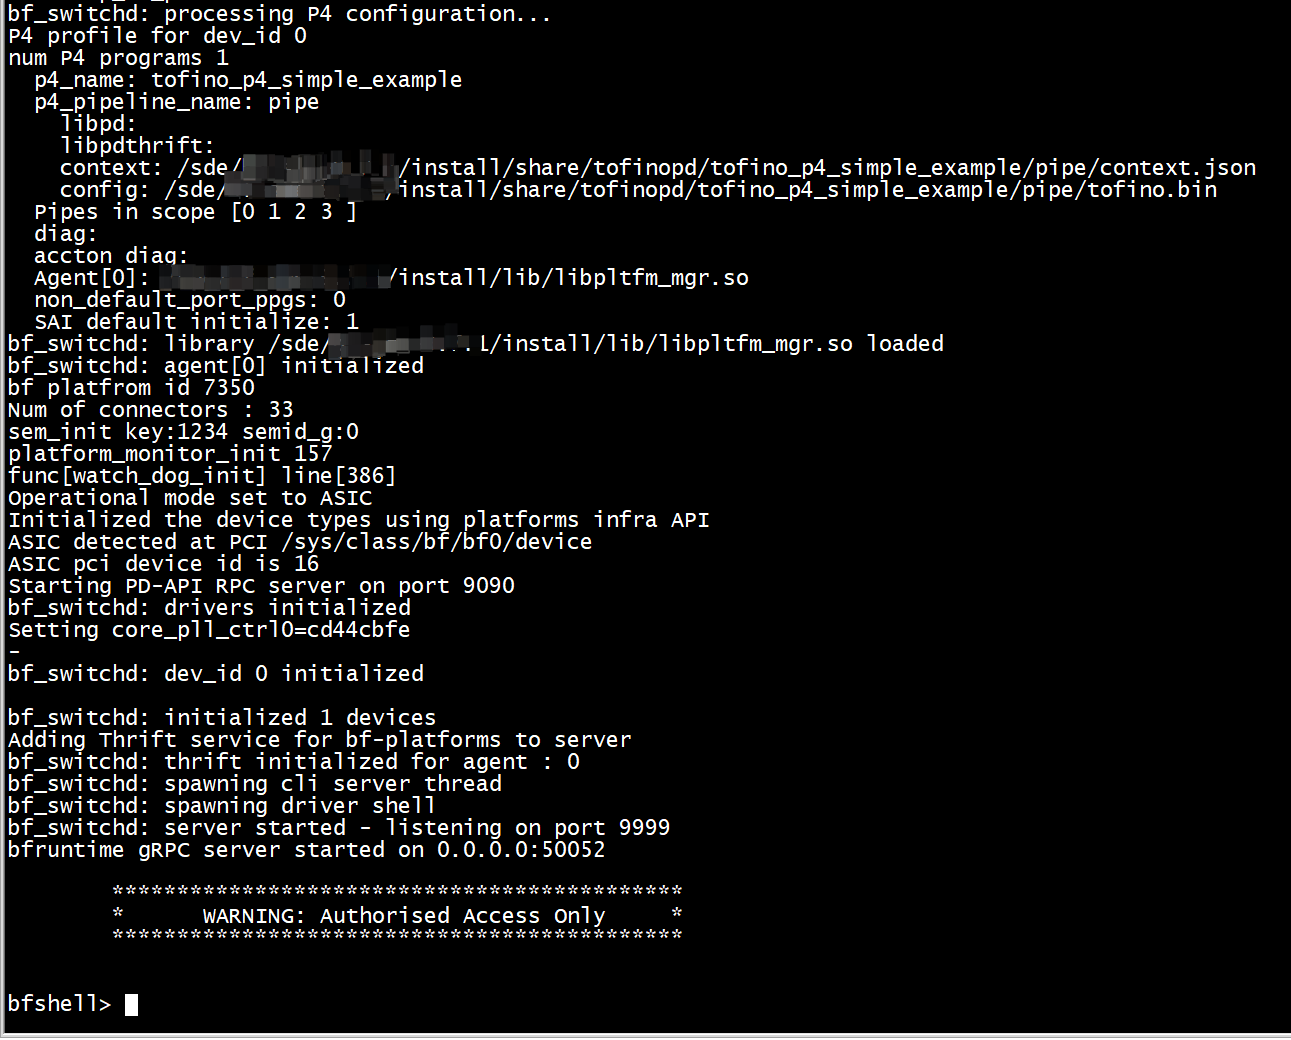 bf_switchd: processing P4 configuration...
P4 profile for dev_id 0
num P4 programs 1
p4_name: tofino_p4_simple_example
p4_pipeline_name: pipe
libpd:
libpdthrift:
context: /sde/ /install/share/tofinopd/tofino_p4_simple_example/pipe/context.json
config: /sde/ install/share/tofinopd/tofino_p4_simple_example/pipe/tofino.bin
Pipes in scope [0 1 2 3 ]
diag:
accton diag:
Agent[0]: /install/lib/libpltfm_mgr.so
non_default_port_ppgs: 0
SAI default initialize: 1
bf_switchd: library /sde/ 1/install/lib/libpltfm_mgr.so loaded
bf_switchd: agent[0] initialized
bf platfrom id 7350
Num of connectors : 33
sem_init key:1234 semid_g:0
platform_monitor_init 157
func[watch_dog_init] line[386]
Operational mode set to ASIC
Initialized the device types using platforms infra API
ASIC detected at PCI /sys/class/bf/bf0/device
ASIC pci device id is 16
Starting PD-API RPC server on port 9090
bf_switchd: drivers initialized
Setting core_pll_ctrl0=cd44cbfe
-
bf_switchd: dev_id 0 initialized
bf_switchd: initialized 1 devices
Adding Thrift service for bf-platforms to server
bf_switchd: thrift initialized for agent : 0
bf_switchd: spawning cli server thread
bf_switchd: spawning driver shell
bf_switchd: server started - listening on port 9999
bfruntime gRPC server started on 0.0.0.0:50052
********************************************
* WARNING: Authorised Access Only *
********************************************
bfshell>